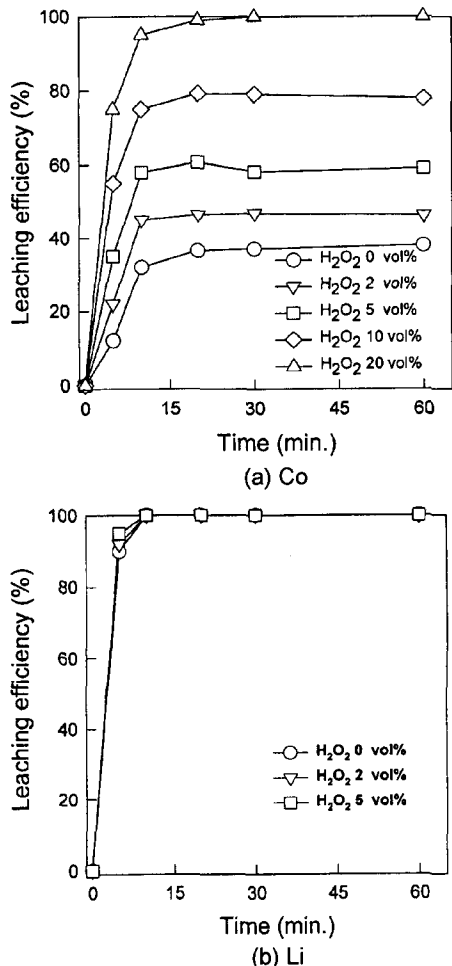 100
80
60
40
20
0
Leaching efficiency (%)
H₂O₂ 0 vol%
H₂O₂ 2 vol%
H₂O₂ 5 vol%
H₂O₂ 10 vol%
H₂O₂ 20 vol%
0 15 30 45 60
Time (min.)
(a) Co
100
80
60
40
20
0
Leaching efficiency (%)
H₂O₂ 0 vol%
H₂O₂ 2 vol%
H₂O₂ 5 vol%
0 15 30 45 60
Time (min.)
(b) Li